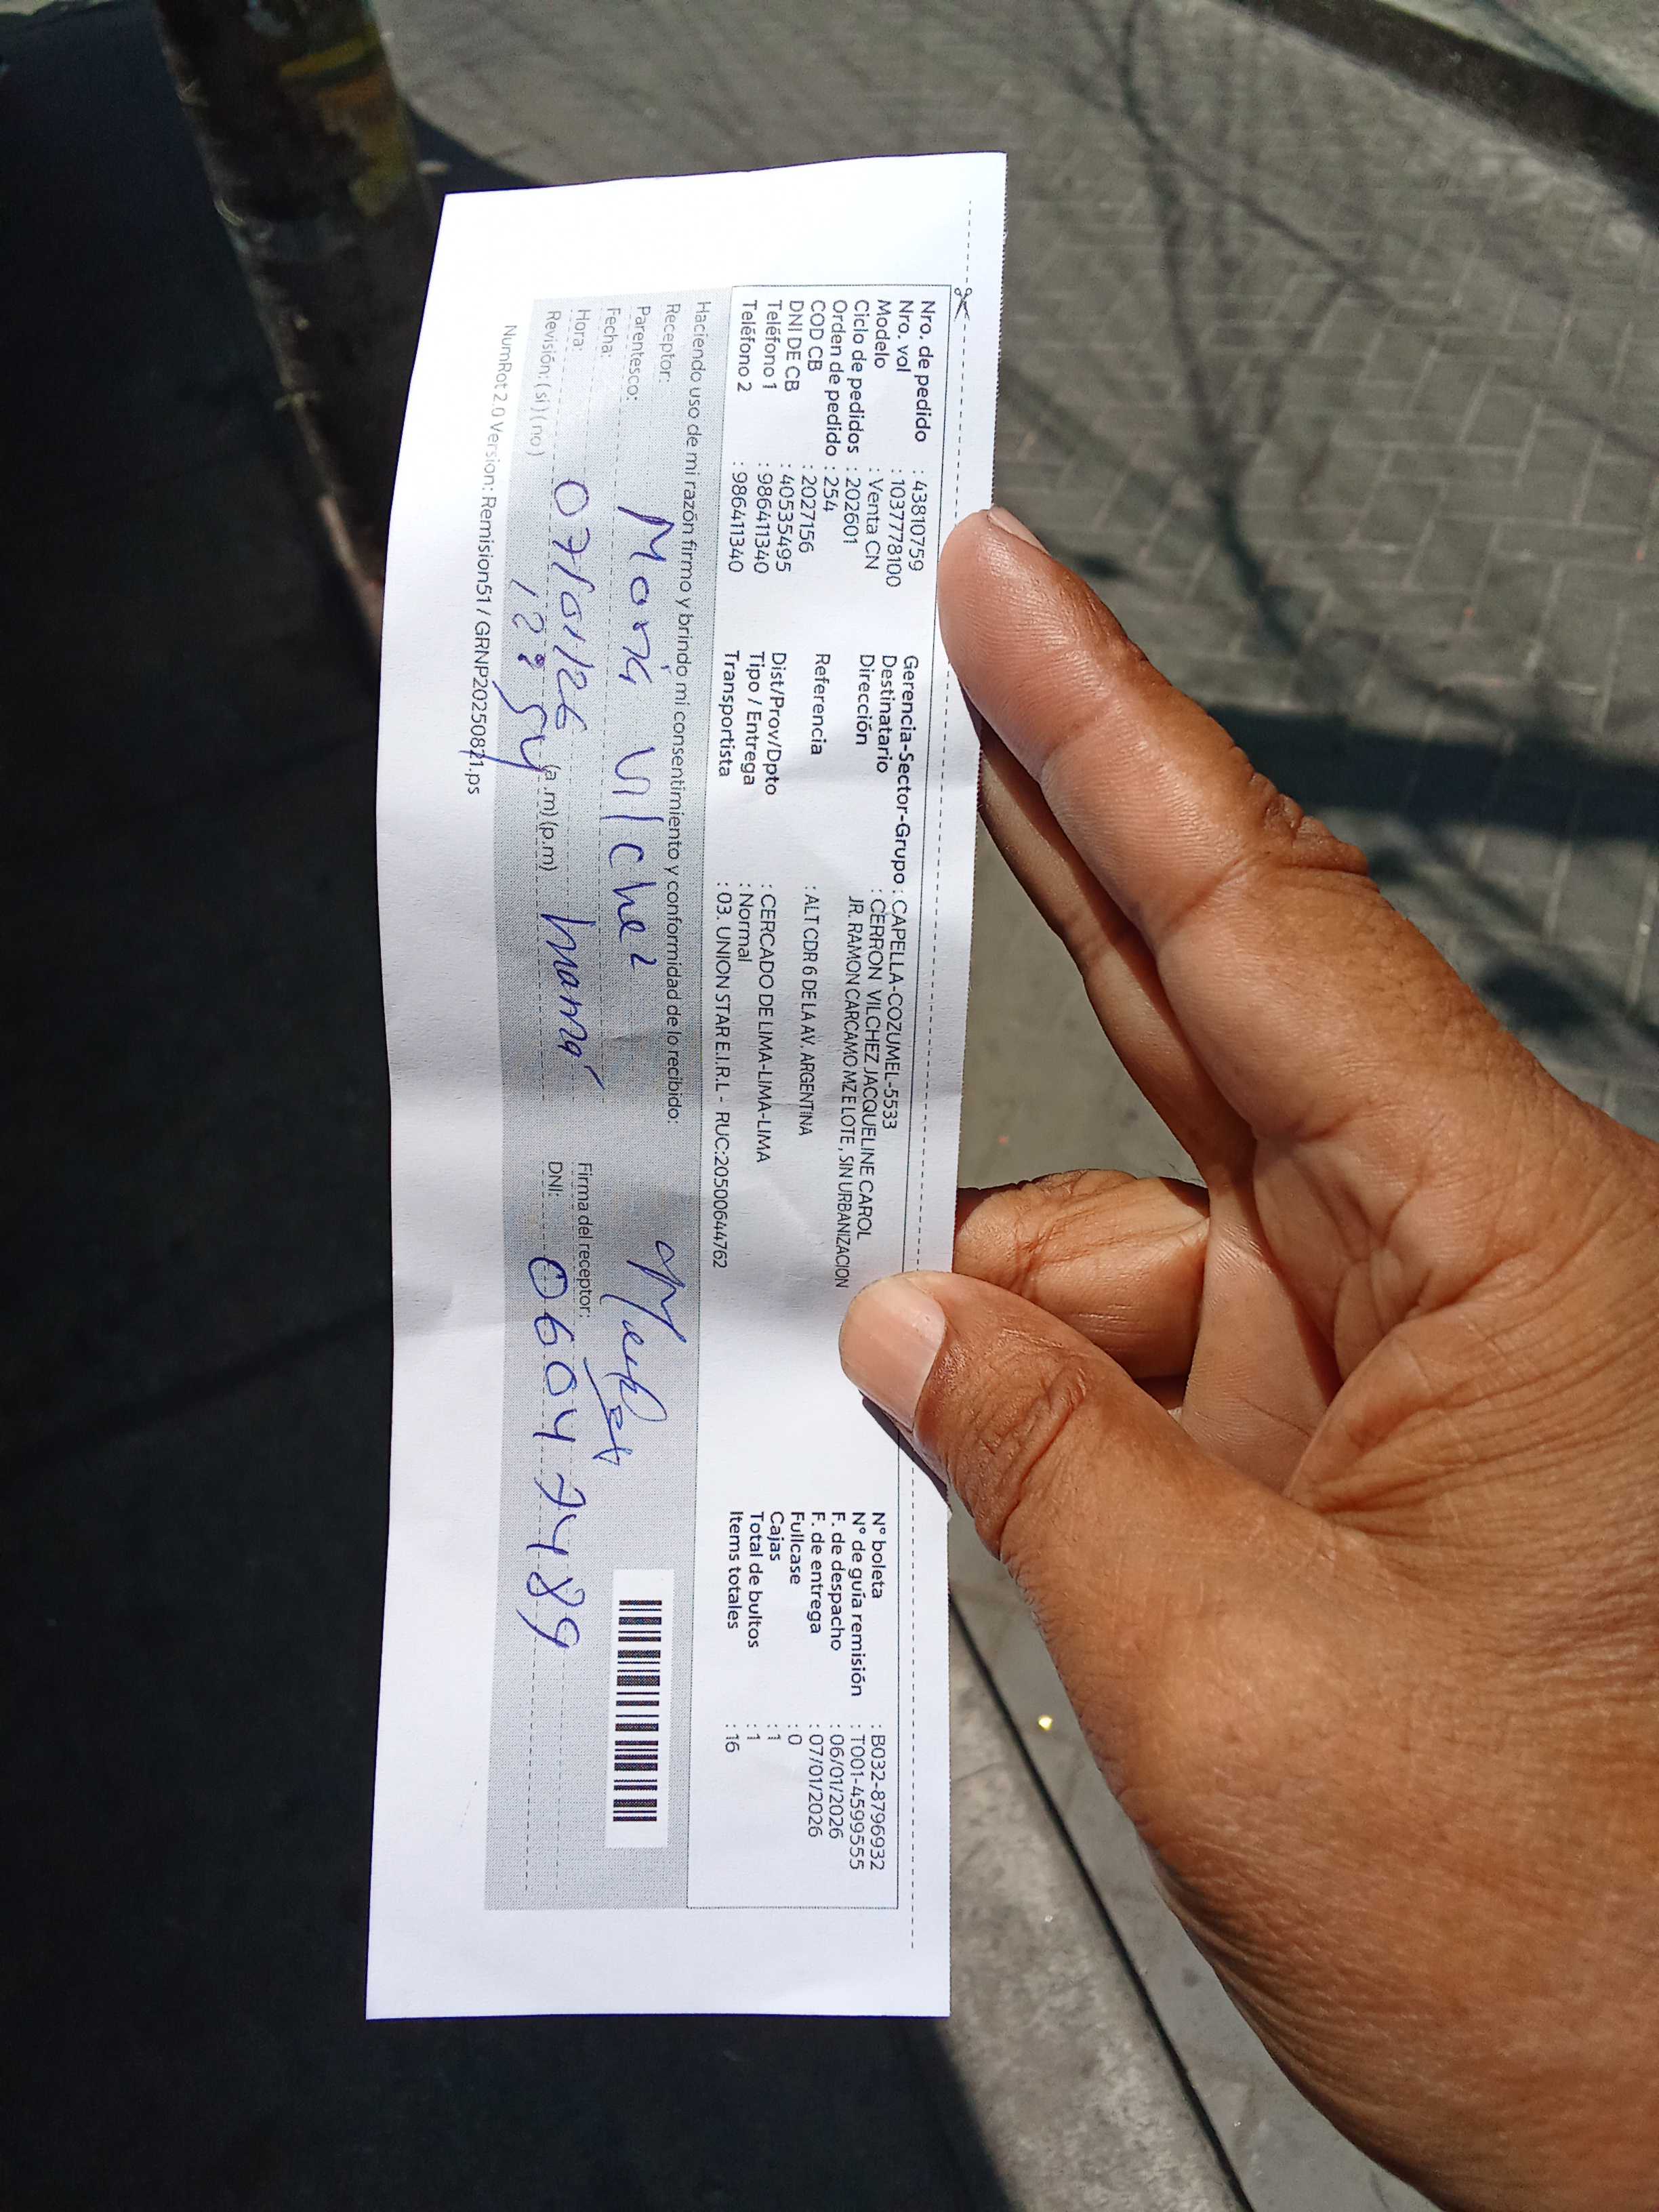 Nro. de pedido : 43810759
Nro. vol : 1037778100
Modelo : Venta CN
Ciclo de pedidos : 202601
Orden de pedido : 254
COD CB : 2027156
DNI DE CB : 40535495
Teléfono 1 : 986411340
Teléfono 2 : 986411340
Gerencia-Sector-Grupo : CAPELLA-COZUMEL-5533
Destinatario : CERRON VILCHEZ JACQUELINE CAROL
Dirección JR. RAMON CARCAMO MZ E LOTE , SIN URBANIZACION
Referencia : ALT CDR 6 DE LA AV. ARGENTINA
Dist/Prov/Dpto : CERCADO DE LIMA-LIMA-LIMA
Tipo / Entrega : Normal
Transportista : 03. UNION STAR E.I.R.L - RUC:20500644762
N° boleta : B032-8796932
N° de guía remisión : T001-4599555
F. de despacho : 06/01/2026
F. de entrega : 07/01/2026
Fullcase : 0
Cajas : 1
Total de bultos : 1
Items totales : 16
Haciendo uso de mi razón firmo y brindo mi consentimiento y conformidad de lo recibido:
Receptor:
Parentesco: María Vilchez
Fecha:
Hora: 07/01/26 mamá
Revisión: ( si ) ( no ) 12:54 (a.m) (p.m)
Firma del receptor:
DNI: 06047489
NumRot 2.0 Version: Remision51 / GRNP20250821.ps